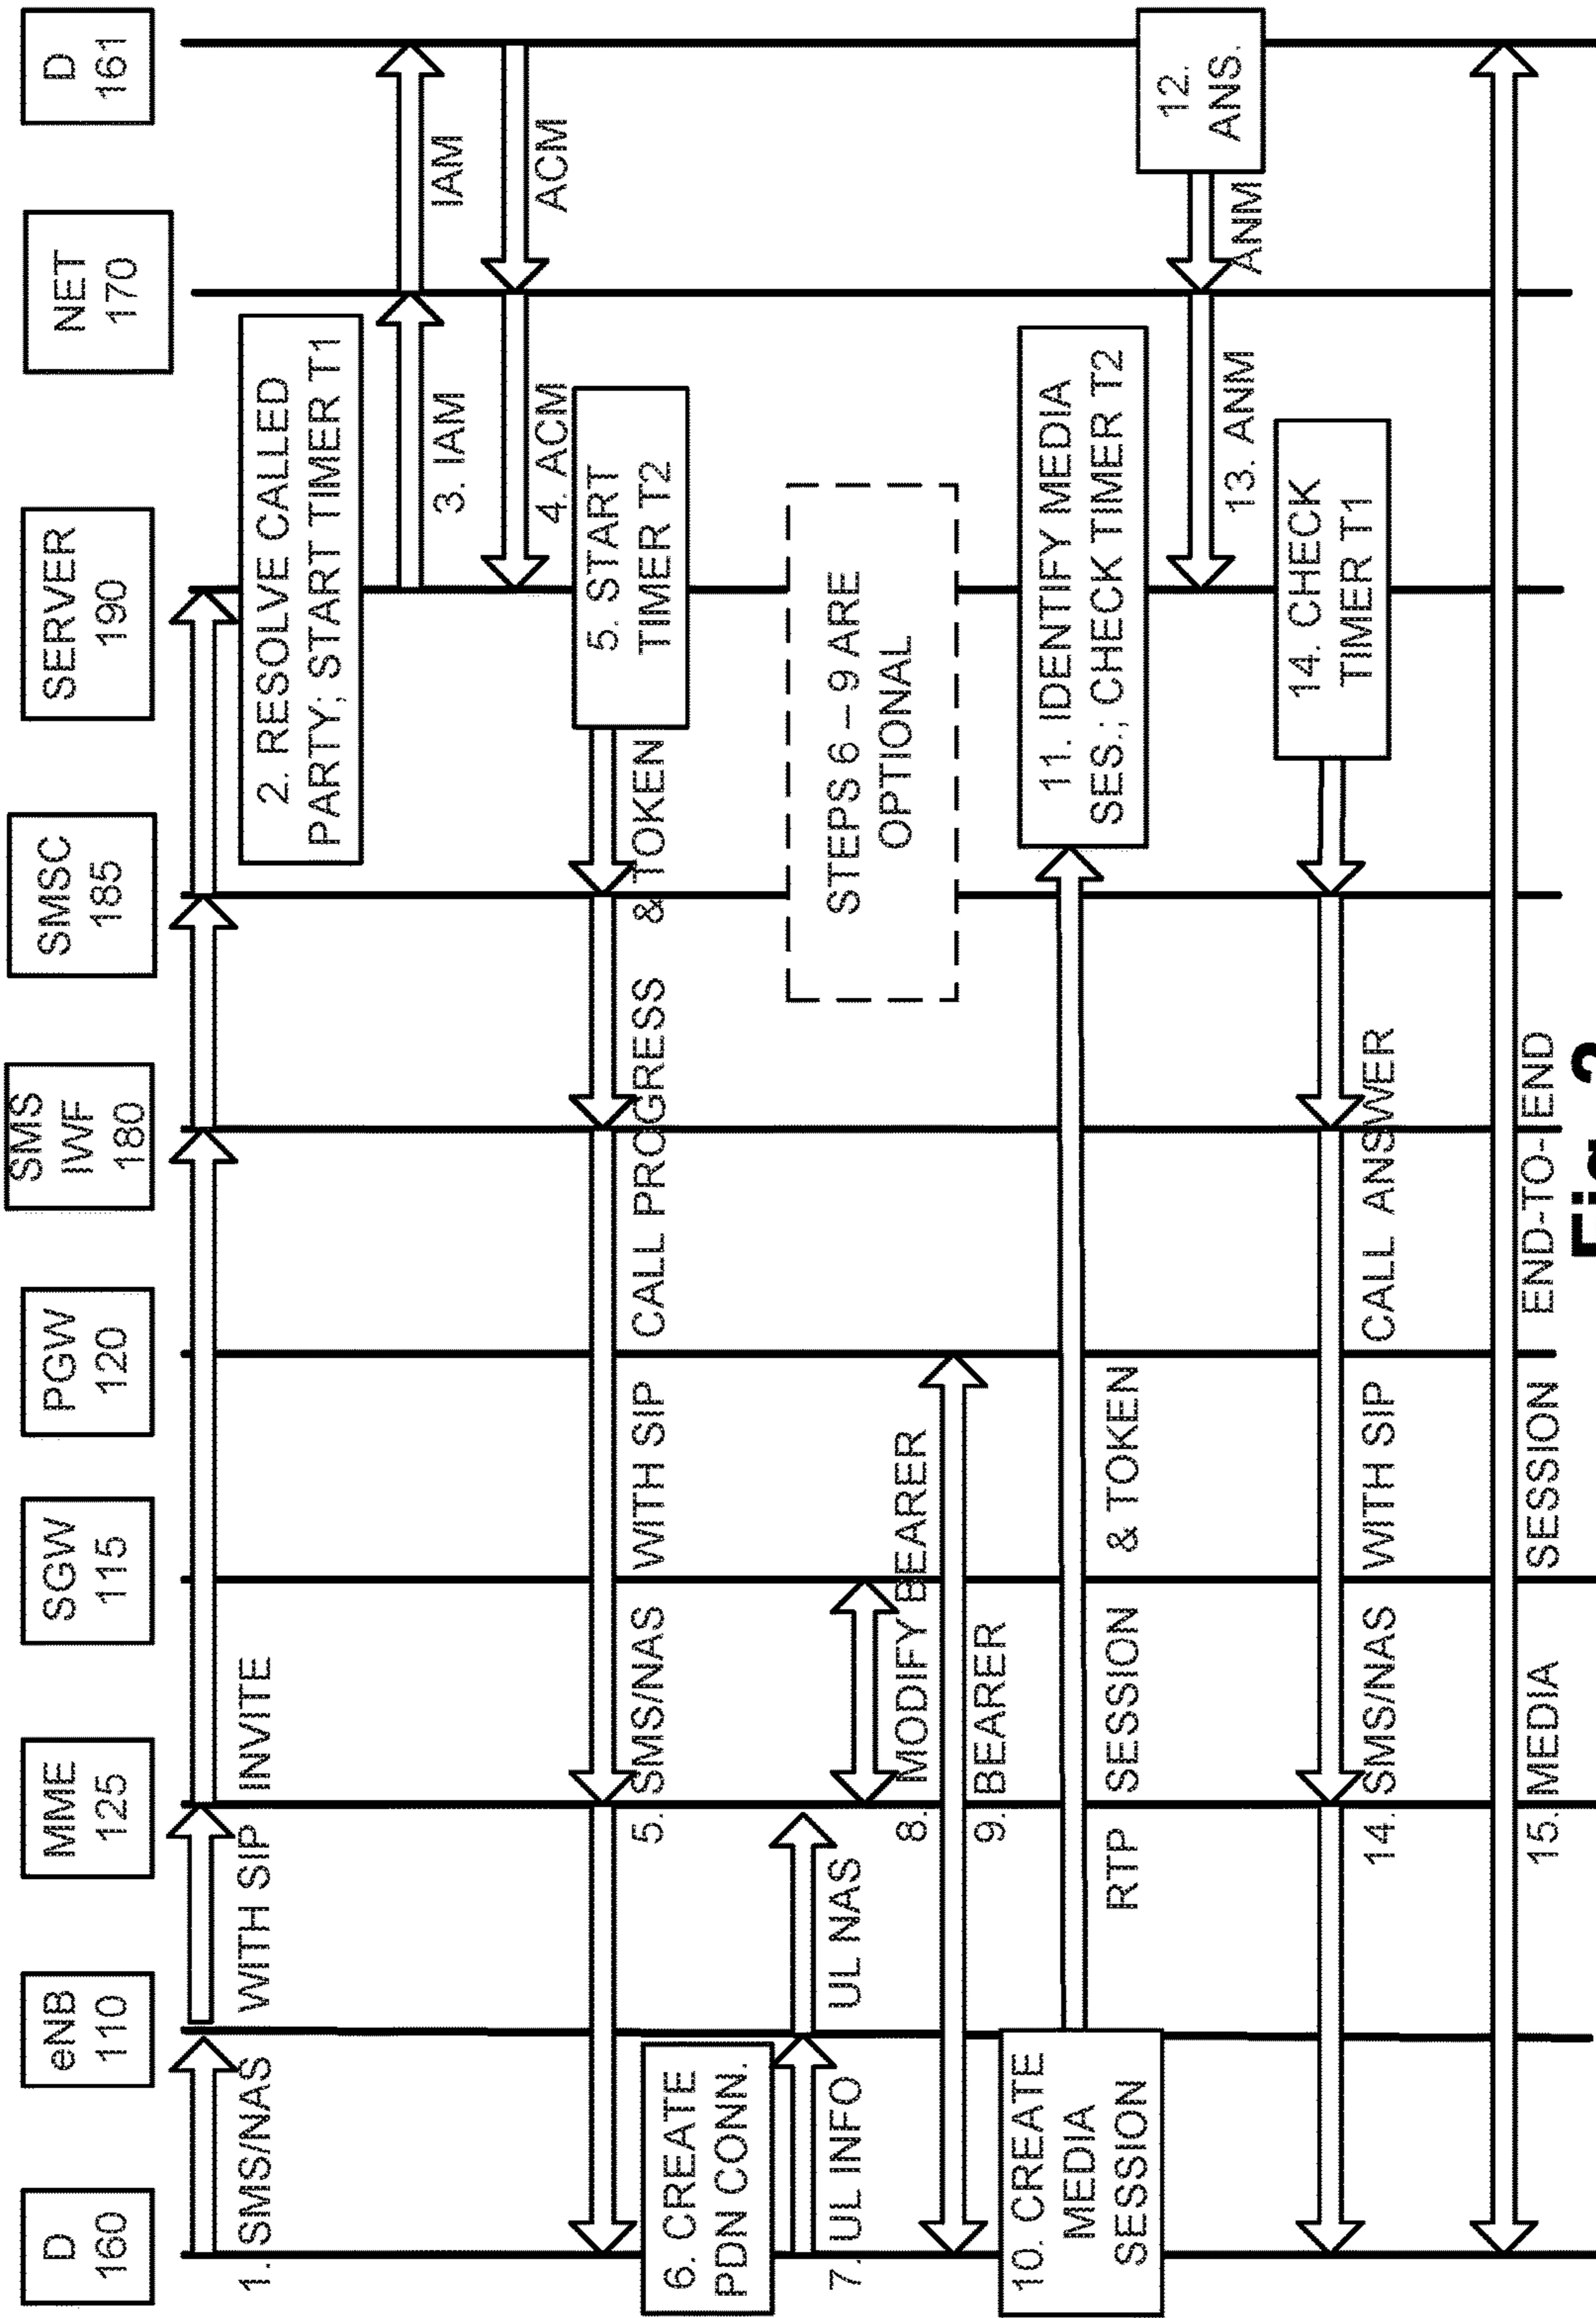 D
160
eNB
110
MME
125
SGW
115
PGW
120
SMS
IWF
180
SMSC
185
SERVER
190
NET
170
D
161
1. SMS/NAS WITH SIP INVITE
2. RESOLVE CALLED
PARTY; START TIMER T1
3. IAM
IAM
4. ACM
ACM
5. START
TIMER T2
5. SMS/NAS WITH SIP CALL PROGRESS & TOKEN
6. CREATE
PDN CONN.
STEPS 6 – 9 ARE
OPTIONAL
7. UL INFO
UL NAS
8. MODIFY BEARER
9. BEARER
10. CREATE
MEDIA
SESSION
RTP SESSION & TOKEN
11. IDENTIFY MEDIA
SES.; CHECK TIMER T2
12.
ANS.
13. ANM
ANM
14. CHECK
TIMER T1
14. SMS/NAS WITH SIP CALL ANSWER
15. MEDIA SESSION END-TO-END